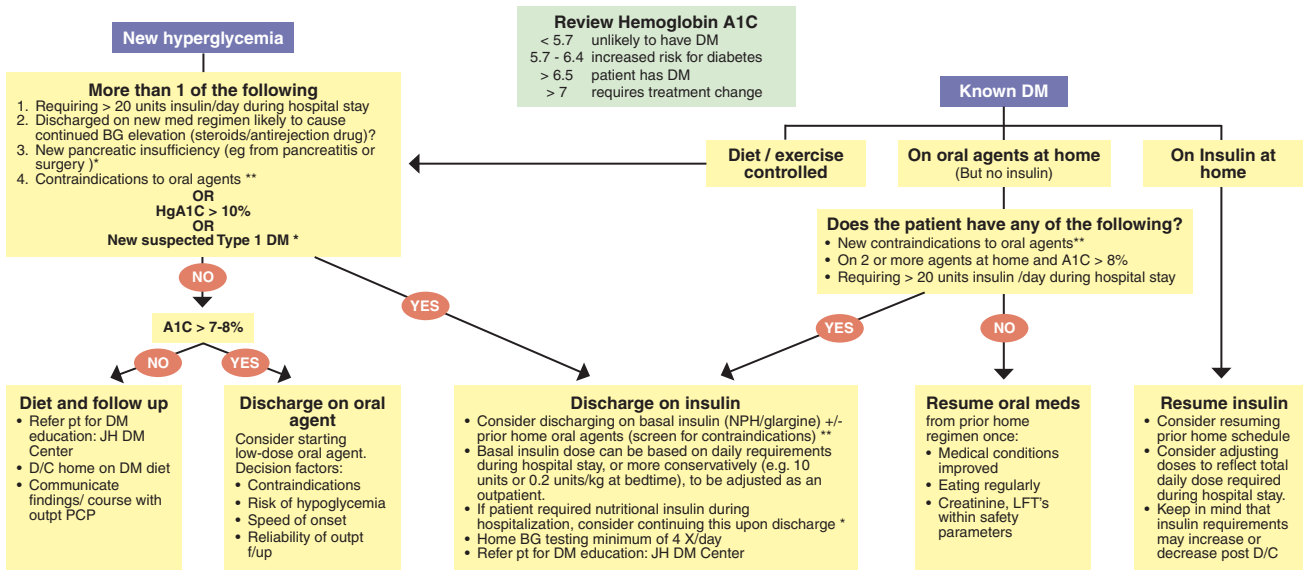 New hyperglycemia
Review Hemoglobin A1C
< 5.7 unlikely to have DM
5.7 - 6.4 increased risk for diabetes
> 6.5 patient has DM
> 7 requires treatment change
More than 1 of the following
1. Requiring > 20 units insulin/day during hospital stay
2. Discharged on new med regimen likely to cause
continued BG elevation (steroids/antirejection drug)?
3. New pancreatic insufficiency (eg from pancreatitis or
surgery )*
4. Contraindications to oral agents **
OR
HgA1C > 10%
OR
New suspected Type 1 DM *
Known DM
Diet / exercise
controlled
On oral agents at home
(But no insulin)
On Insulin at
home
Does the patient have any of the following?
• New contraindications to oral agents**
• On 2 or more agents at home and A1C > 8%
• Requiring > 20 units insulin /day during hospital stay
NO
YES
YES
NO
A1C > 7-8%
NO
YES
Diet and follow up
• Refer pt for DM
education: JH DM
Center
• D/C home on DM diet
• Communicate
findings/ course with
outpt PCP
Discharge on oral
agent
Consider starting
low-dose oral agent.
Decision factors:
• Contraindications
• Risk of hypoglycemia
• Speed of onset
• Reliability of outpt
f/up
Discharge on insulin
• Consider discharging on basal insulin (NPH/glargine) +/-
prior home oral agents (screen for contraindications) **
• Basal insulin dose can be based on daily requirements
during hospital stay, or more conservatively (e.g. 10
units or 0.2 units/kg at bedtime), to be adjusted as an
outpatient.
• If patient required nutritional insulin during
hospitalization, consider continuing this upon discharge *
• Home BG testing minimum of 4 X/day
• Refer pt for DM education: JH DM Center
Resume oral meds
from prior home
regimen once:
• Medical conditions
improved
• Eating regularly
• Creatinine, LFT's
within safety
parameters
Resume insulin
• Consider resuming
prior home schedule
• Consider adjusting
doses to reflect total
daily dose required
during hospital stay.
• Keep in mind that
insulin requirements
may increase or
decrease post D/C